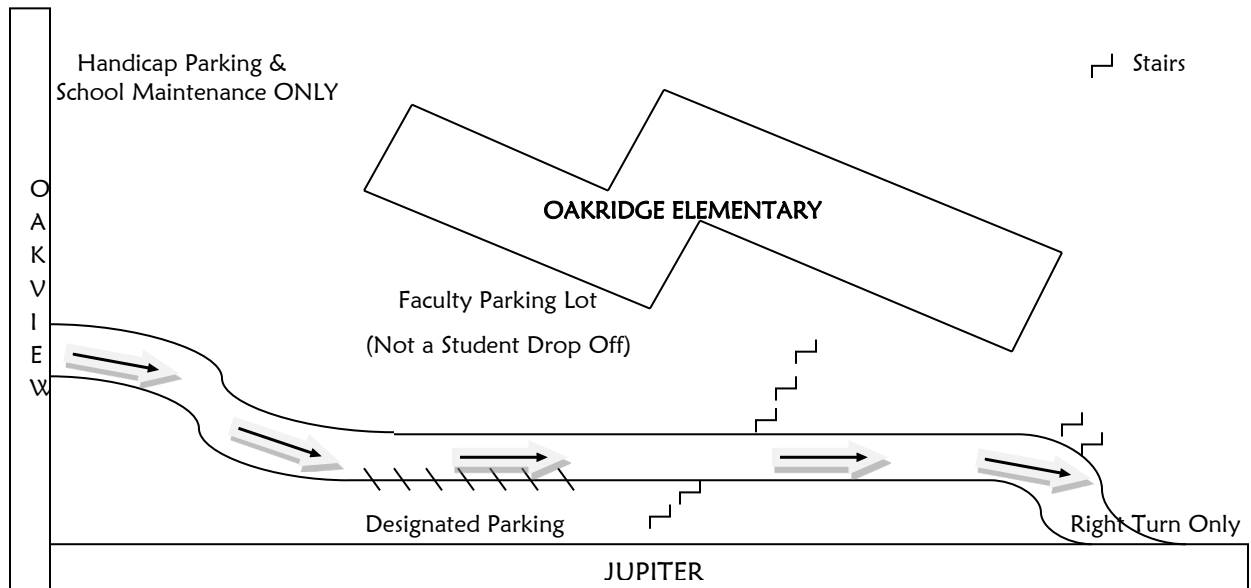 Handicap Parking &
School Maintenance ONLY
Stairs
OAKVIEW
OAKRIDGE ELEMENTARY
Faculty Parking Lot
(Not a Student Drop Off)
Designated Parking
Right Turn Only
JUPITER